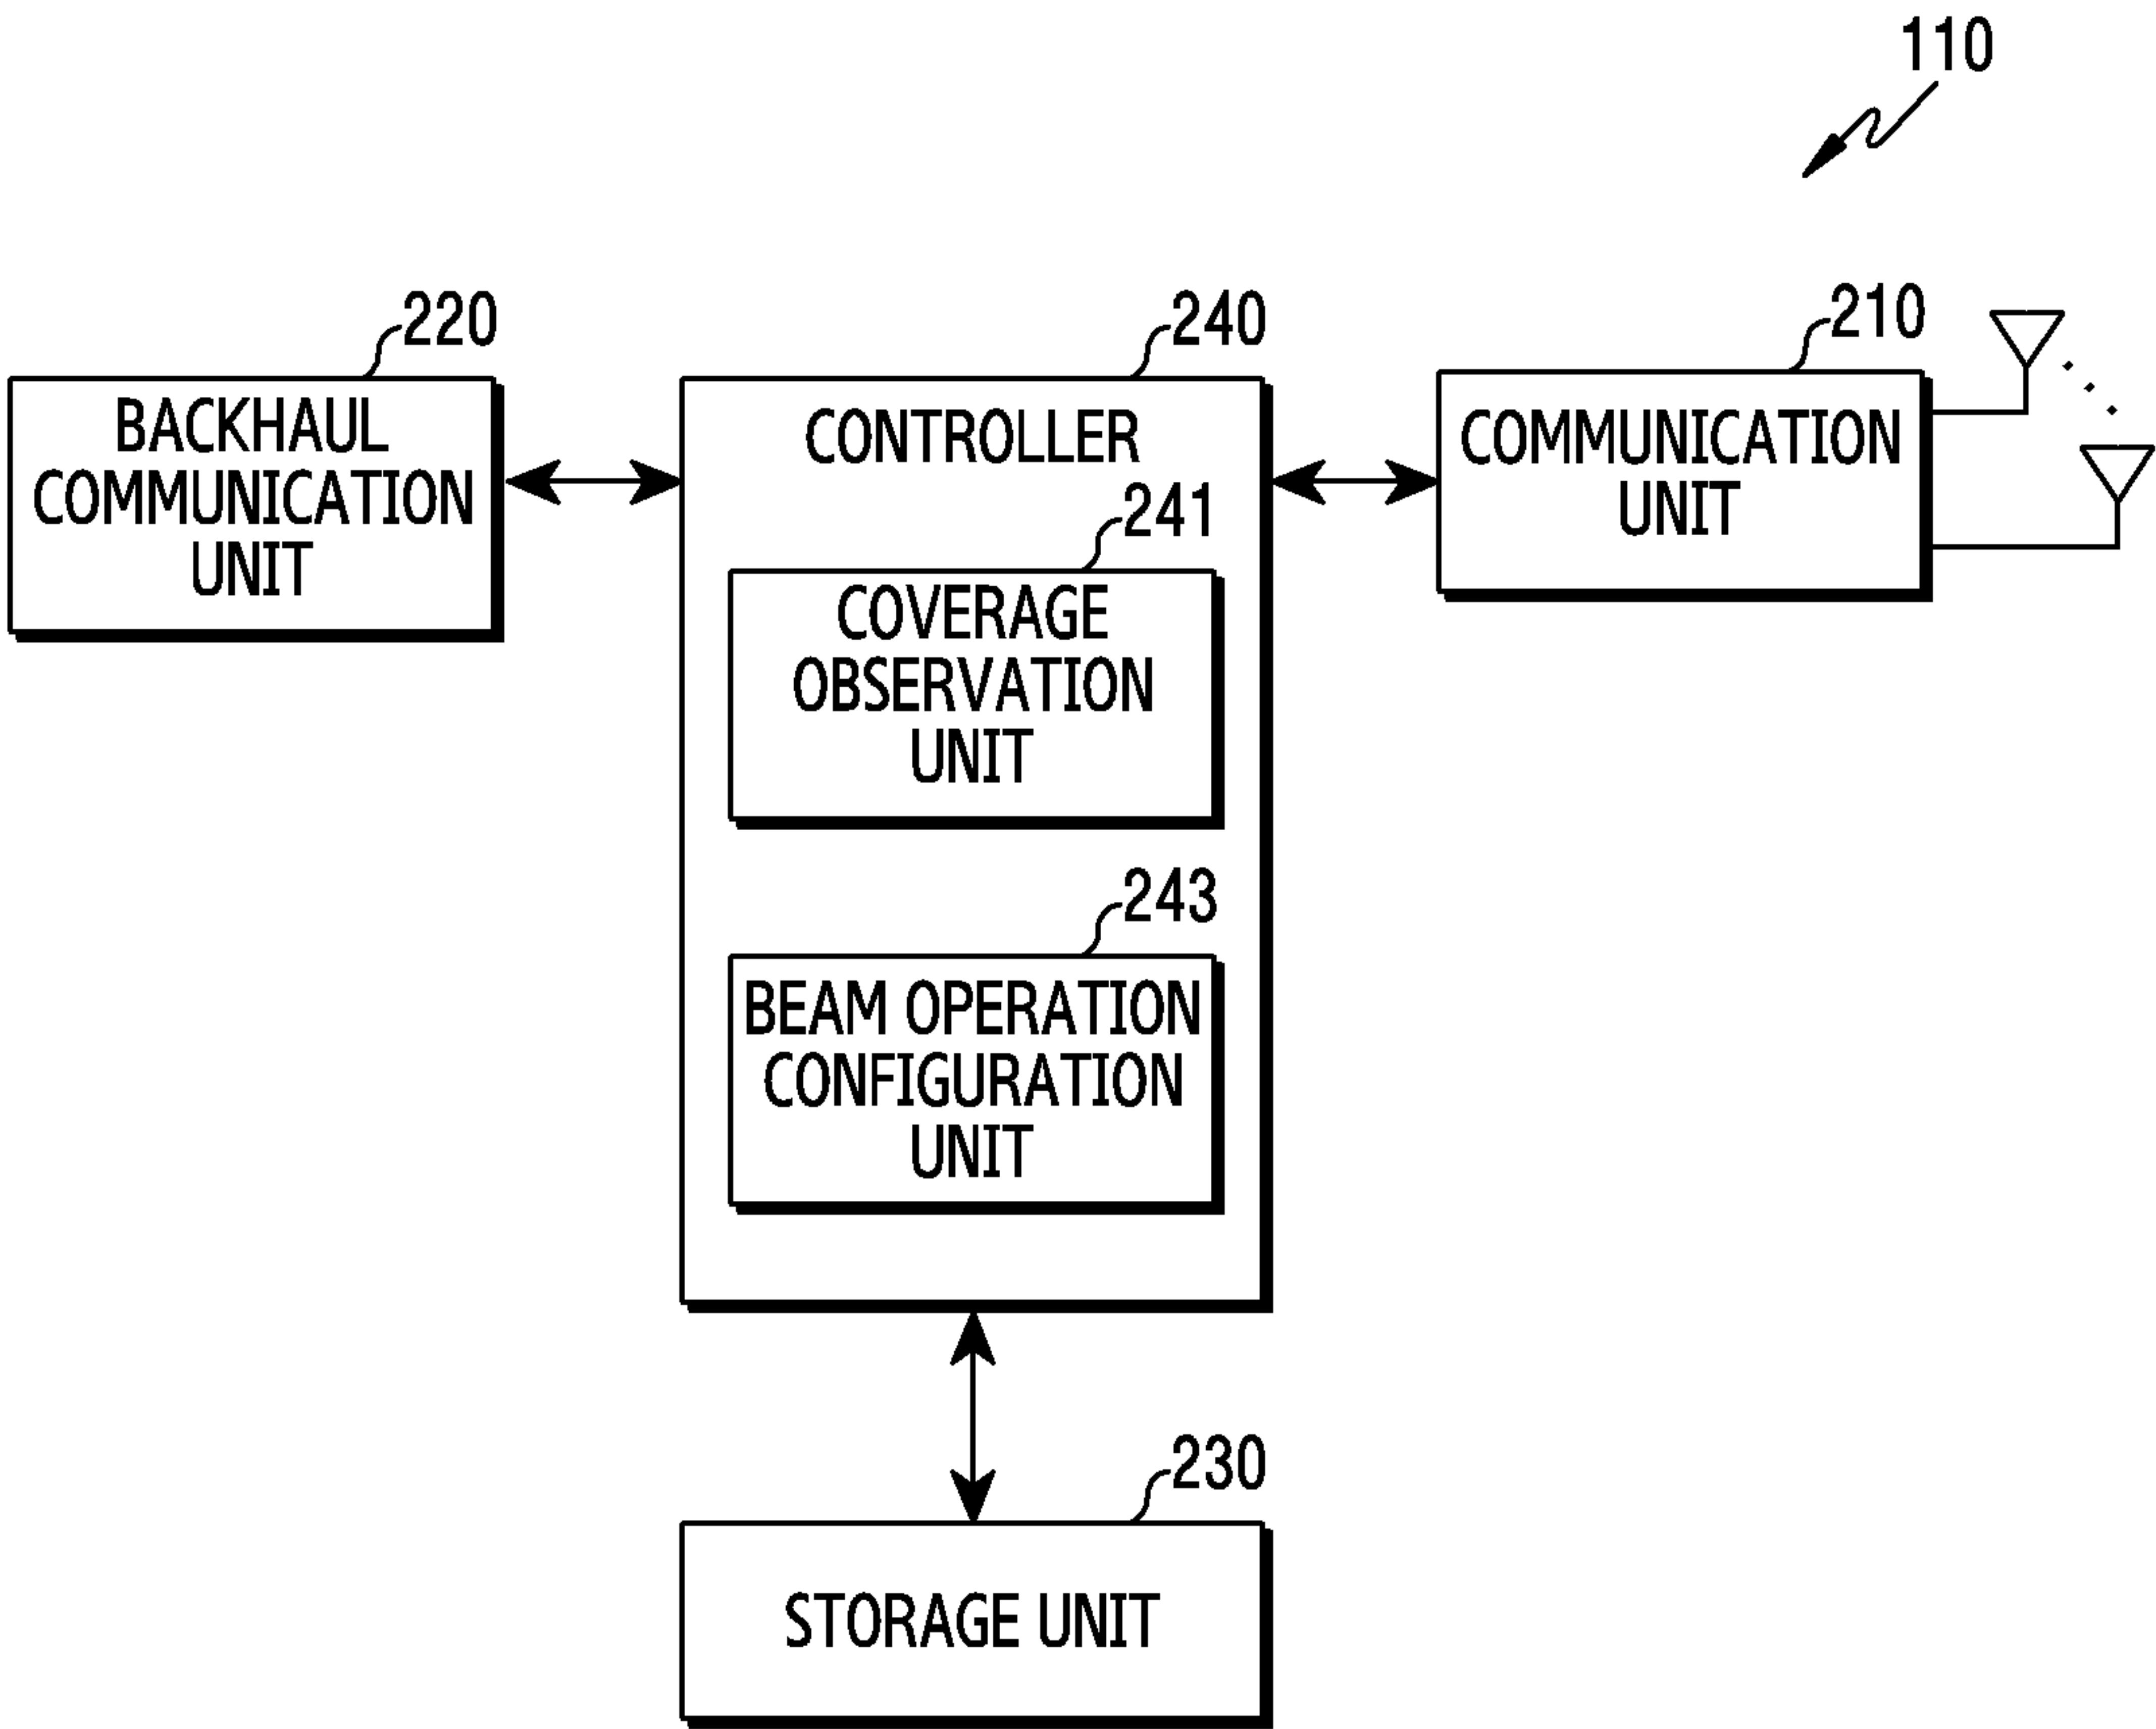 110
220
BACKHAUL
COMMUNICATION
UNIT
240
CONTROLLER
241
COVERAGE
OBSERVATION
UNIT
243
BEAM OPERATION
CONFIGURATION
UNIT
210
COMMUNICATION
UNIT
230
STORAGE UNIT